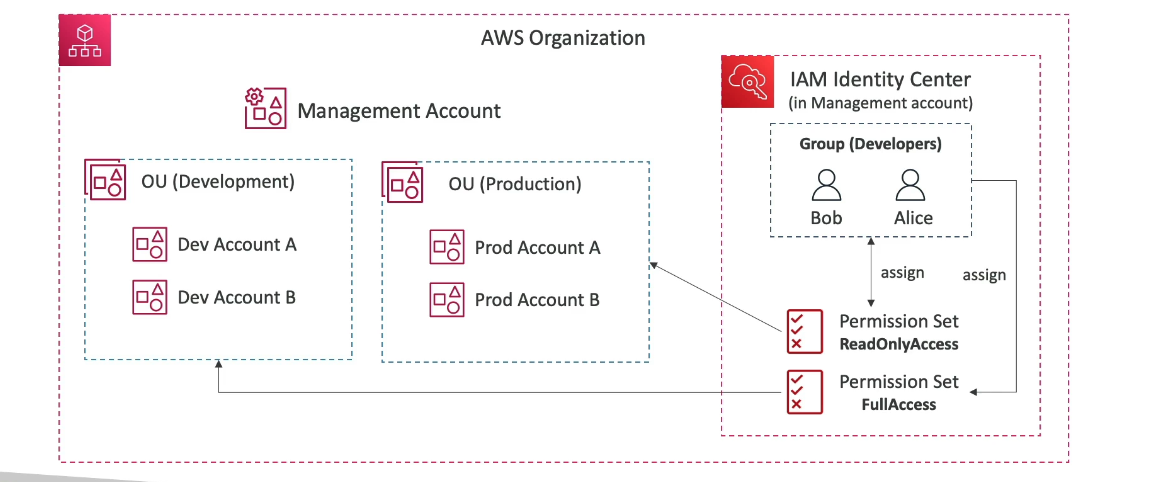 AWS Organization
Management Account
IAM Identity Center
(in Management account)
Group (Developers)
Bob
Alice
OU (Development)
Dev Account A
Dev Account B
OU (Production)
Prod Account A
Prod Account B
assign
assign
Permission Set
ReadOnlyAccess
Permission Set
FullAccess